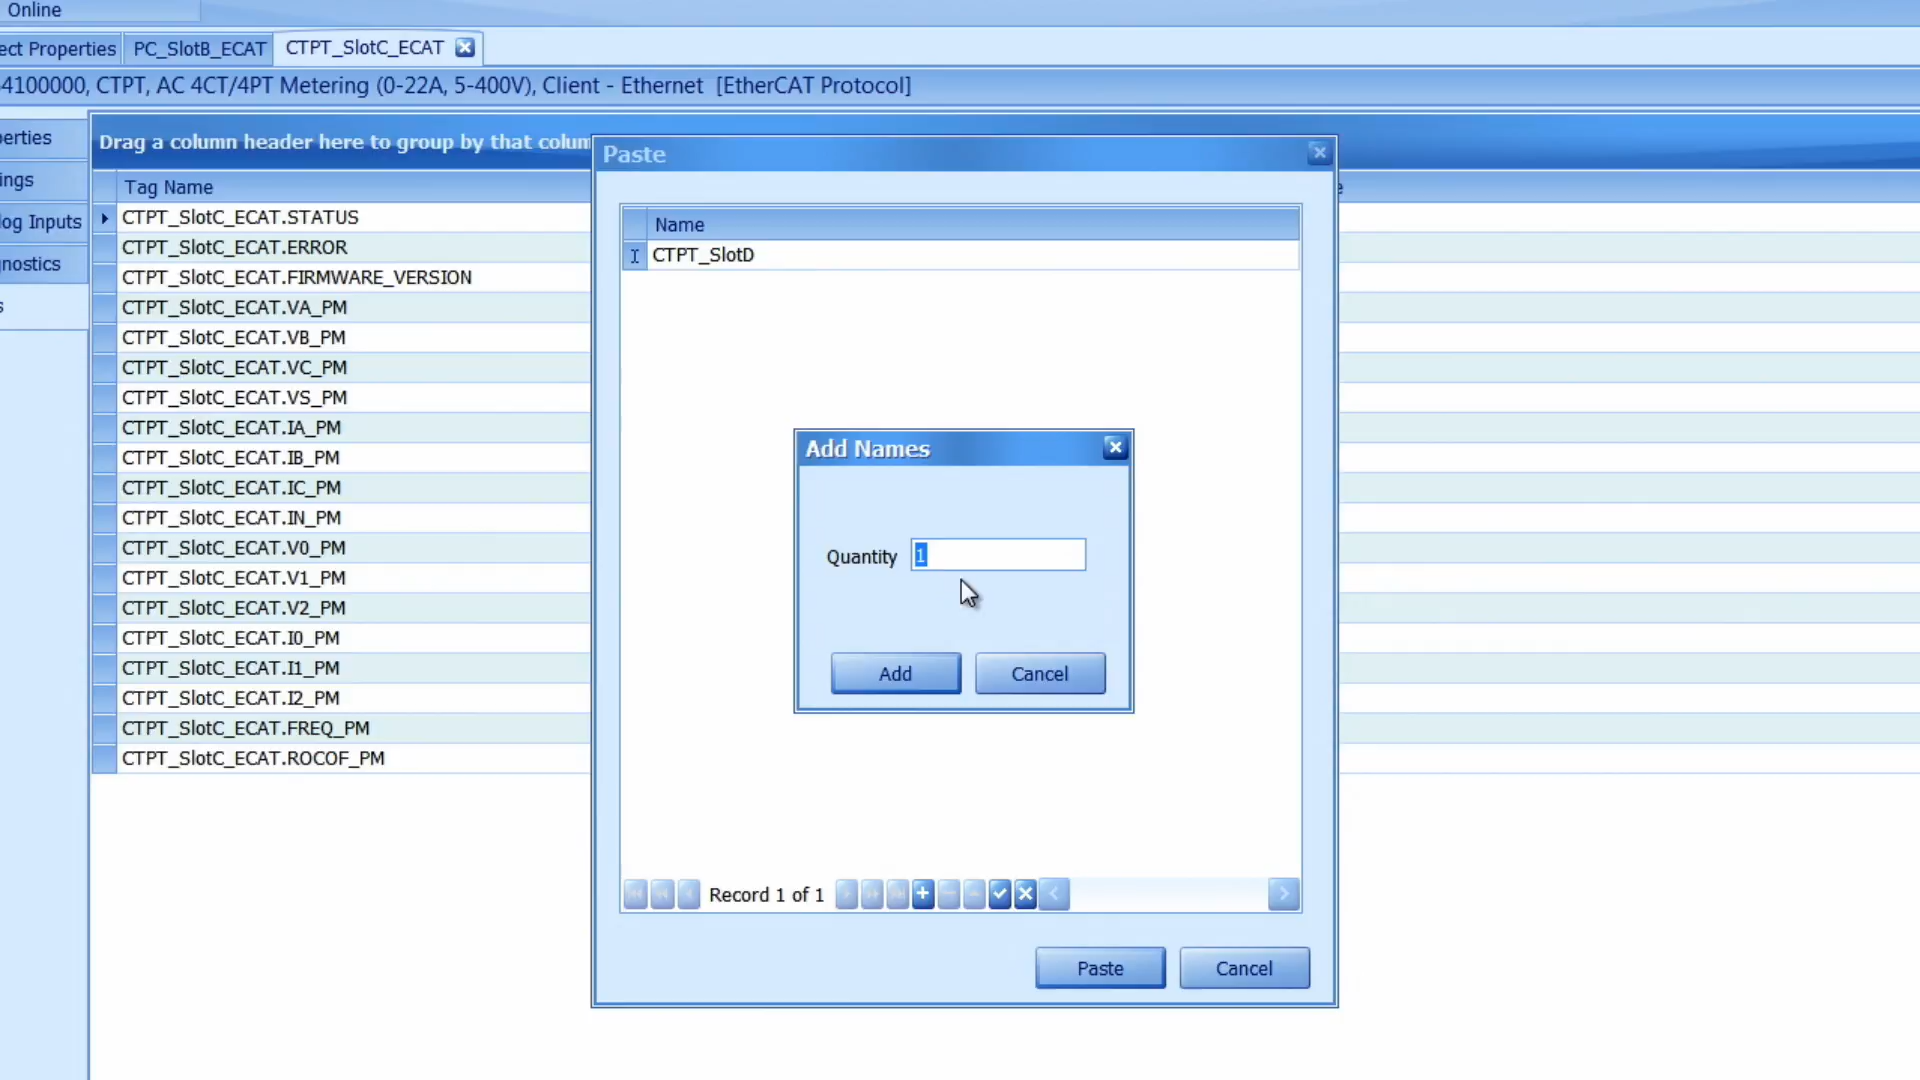 Online
ect Properties
PC_SlotB_ECAT
CTPT_SlotC_ECAT
4100000, CTPT, AC 4CT/4PT Metering (0-22A, 5-400V), Client - Ethernet [EtherCAT Protocol]
erties
ings
log Inputs
nostics
s
Drag a column header here to group by that colum
Tag Name
CTPT_SlotC_ECAT.STATUS
CTPT_SlotC_ECAT.ERROR
CTPT_SlotC_ECAT.FIRMWARE_VERSION
CTPT_SlotC_ECAT.VA_PM
CTPT_SlotC_ECAT.VB_PM
CTPT_SlotC_ECAT.VC_PM
CTPT_SlotC_ECAT.VS_PM
CTPT_SlotC_ECAT.IA_PM
CTPT_SlotC_ECAT.IB_PM
CTPT_SlotC_ECAT.IC_PM
CTPT_SlotC_ECAT.IN_PM
CTPT_SlotC_ECAT.V0_PM
CTPT_SlotC_ECAT.V1_PM
CTPT_SlotC_ECAT.V2_PM
CTPT_SlotC_ECAT.I0_PM
CTPT_SlotC_ECAT.I1_PM
CTPT_SlotC_ECAT.I2_PM
CTPT_SlotC_ECAT.FREQ_PM
CTPT_SlotC_ECAT.ROCOF_PM
Paste
Name
CTPT_SlotD
Add Names
Quantity 1
Add
Cancel
Record 1 of 1
Paste
Cancel